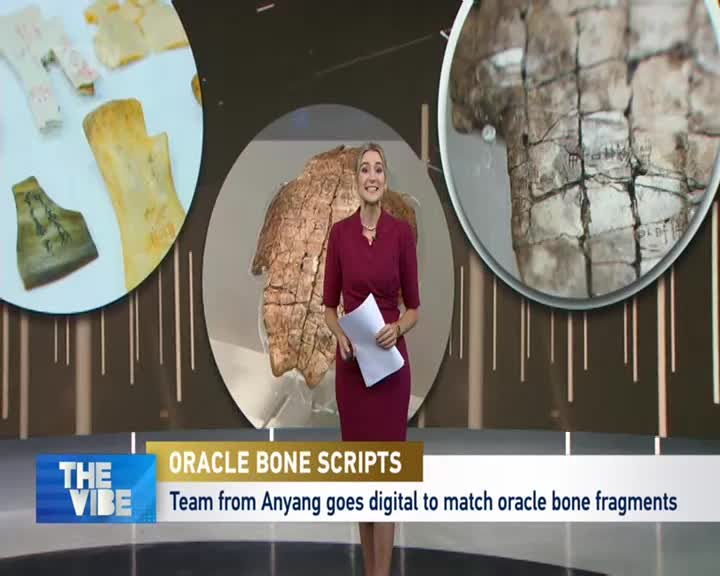 ORACLE BONE SCRIPTS
THE
VIBE
Team from Anyang goes digital to match oracle bone fragments